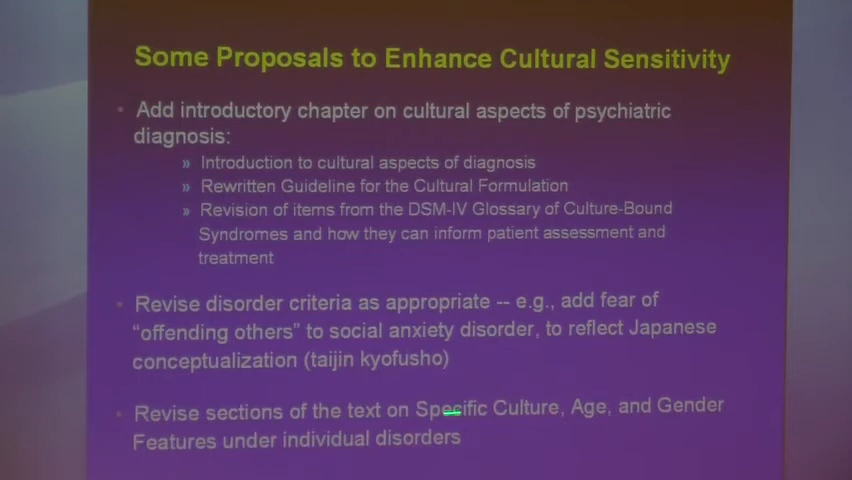 Some Proposals to Enhance Cultural Sensitivity
• Add introductory chapter on cultural aspects of psychiatric
diagnosis:
» Introduction to cultural aspects of diagnosis
» Rewritten Guideline for the Cultural Formulation
» Revision of items from the DSM-IV Glossary of Culture-Bound
Syndromes and how they can inform patient assessment and
treatment
• Revise disorder criteria as appropriate -- e.g., add fear of
“offending others” to social anxiety disorder, to reflect Japanese
conceptualization (taijin kyofusho)
• Revise sections of the text on Specific Culture, Age, and Gender
Features under individual disorders